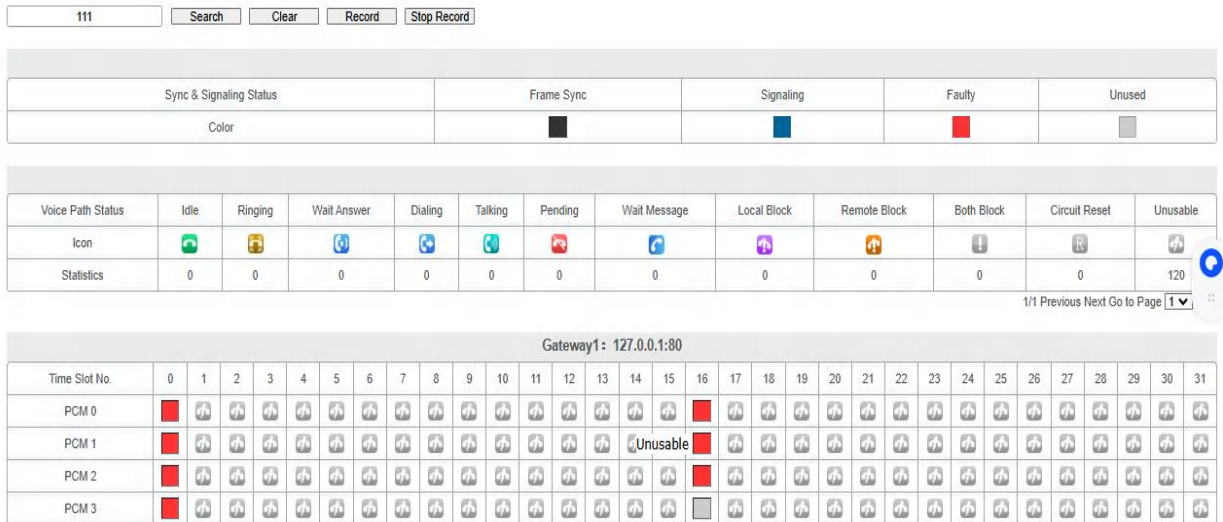 111 Search Clear Record Stop Record
Sync & Signaling Status Frame Sync Signaling Faulty Unused
Color
Voice Path Status Idle Ringing Wait Answer Dialing Talking Pending Wait Message Local Block Remote Block Both Block Circuit Reset Unusable
Icon R
Statistics 0 0 0 0 0 0 0 0 0 0 0 120
1/1 Previous Next Go to Page 1
Gateway1: 127.0.0.1:80
Time Slot No. 0 1 2 3 4 5 6 7 8 9 10 11 12 13 14 15 16 17 18 19 20 21 22 23 24 25 26 27 28 29 30 31
PCM 0
PCM 1 Unusable
PCM 2
PCM 3